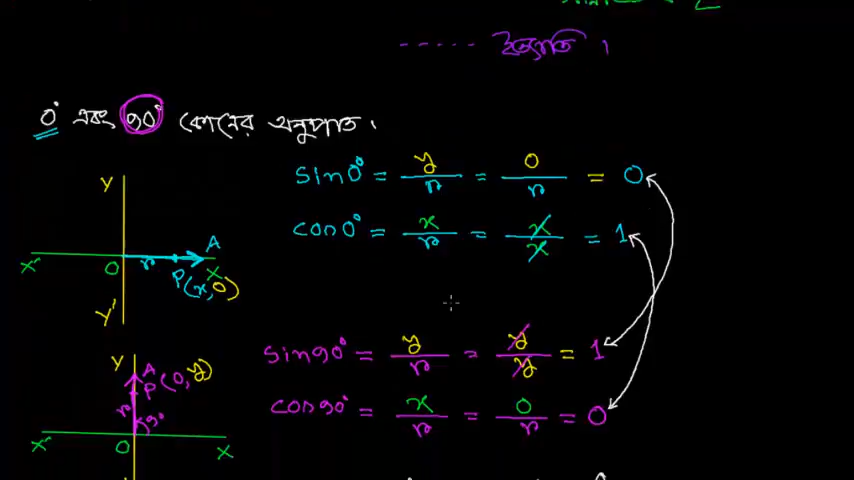 ----- ইত্যাদি ।
0° এবং 90° কোণের অনুপাত ।
sin0° = y/r = 0/r = 0
cos0° = x/r = x/x = 1
Y
A
X' O r X
P(x, 0)
Y'
sin90° = y/r = y/y = 1
cos90° = x/r = 0/r = 0
Y A
P(0, y)
r 90°
X' O X